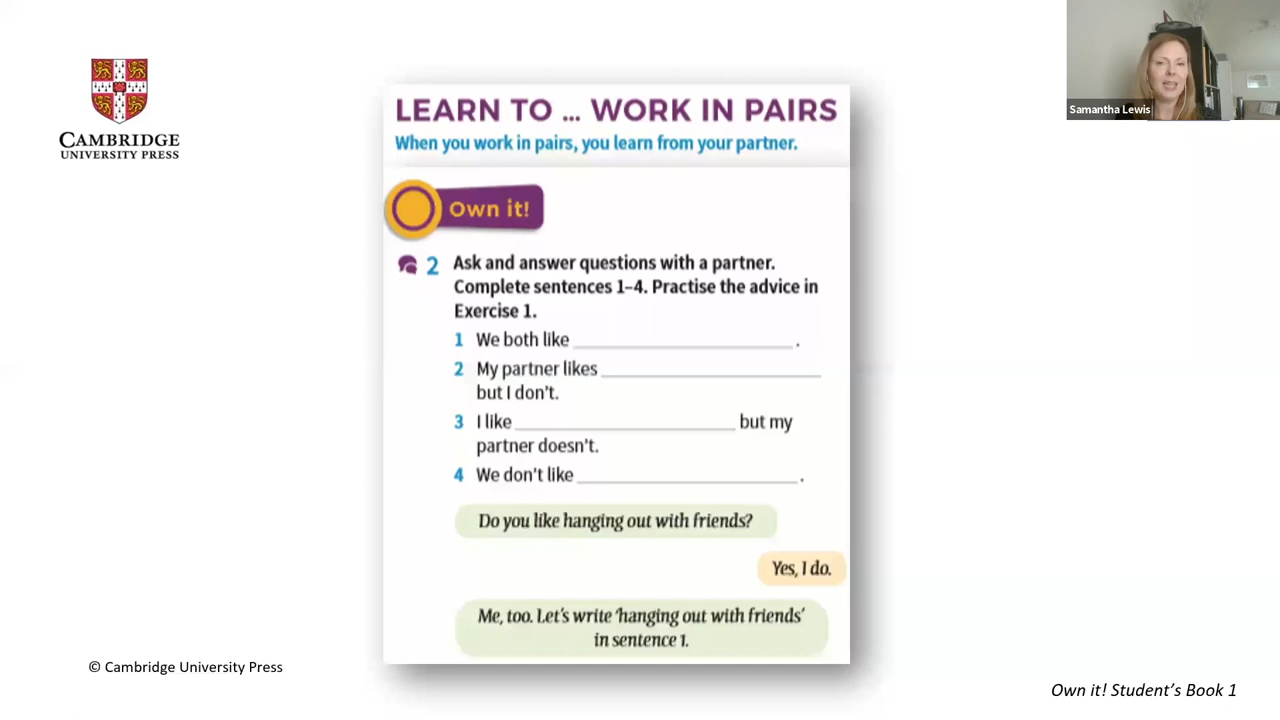 CAMBRIDGE
UNIVERSITY PRESS
Samantha Lewis
LEARN TO ... WORK IN PAIRS
When you work in pairs, you learn from your partner.
Own it!
2 Ask and answer questions with a partner.
Complete sentences 1–4. Practise the advice in
Exercise 1.
1 We both like ____________________ .
2 My partner likes ____________________
but I don't.
3 I like ____________________ but my
partner doesn't.
4 We don't like ____________________ .
Do you like hanging out with friends?
Yes, I do.
Me, too. Let's write 'hanging out with friends'
in sentence 1.
© Cambridge University Press
Own it! Student's Book 1